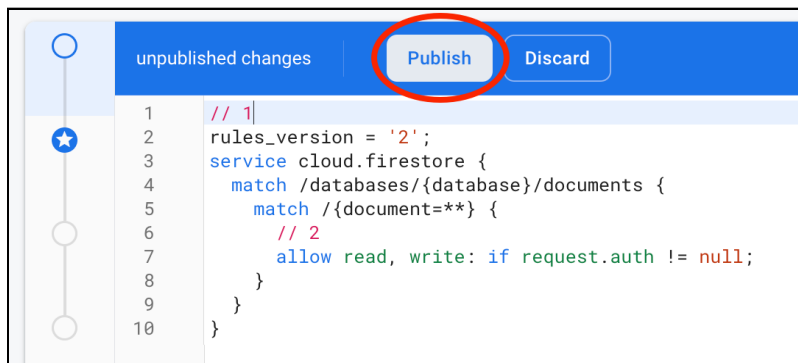 unpublished changes Publish Discard
1 // 1
2 rules_version = '2';
3 service cloud.firestore {
4   match /databases/{database}/documents {
5     match /{document=**} {
6       // 2
7       allow read, write: if request.auth != null;
8     }
9   }
10 }